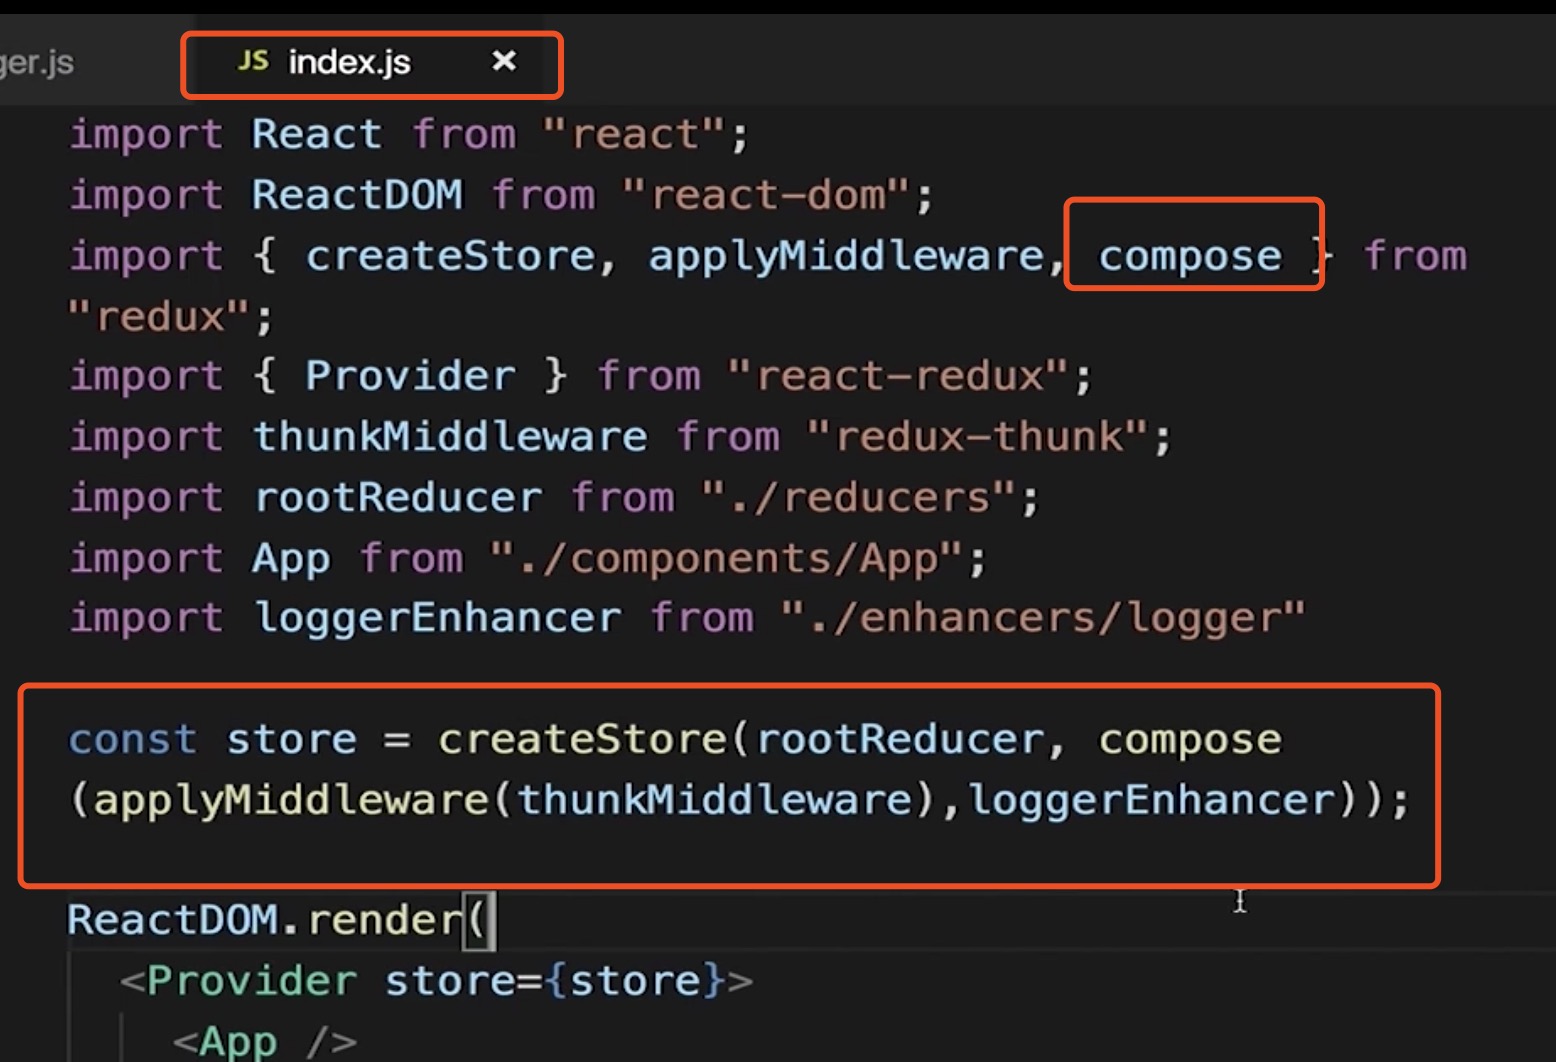 ger.js
JS index.js ×
import React from "react";
import ReactDOM from "react-dom";
import { createStore, applyMiddleware, compose } from
"redux";
import { Provider } from "react-redux";
import thunkMiddleware from "redux-thunk";
import rootReducer from "./reducers";
import App from "./components/App";
import loggerEnhancer from "./enhancers/logger"
const store = createStore(rootReducer, compose
(applyMiddleware(thunkMiddleware),loggerEnhancer));
ReactDOM.render(
<Provider store={store}>
<App />